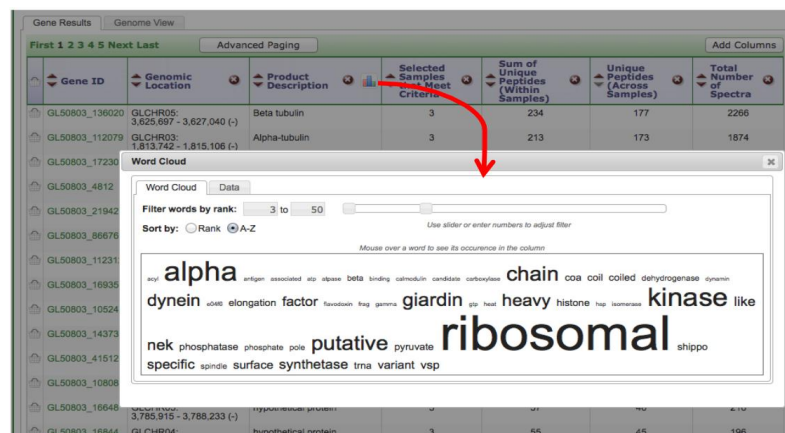 Gene Results Genome View
First 1 2 3 4 5 Next Last Advanced Paging Add Columns
Gene ID Genomic Location Product Description Selected Samples that Meet Criteria Sum of Unique Peptides (Within Samples) Unique Peptides (Across Samples) Total Number of Spectra
GL50803_136020 GLCHR05: Beta tubulin 3 234 177 2266
3,625,697 - 3,627,040 (-)
GL50803_112079 GLCHR03: Alpha-tubulin 3 213 173 1874
1,813,742 - 1,815,106 (-)
GL50803_17230
Word Cloud
GL50803_4812
Word Cloud Data
GL50803_21942
Filter words by rank: 3 to 50
Use slider or enter numbers to adjust filter
GL50803_86676
Sort by: Rank A-Z
Mouse over a word to see its occurence in the column
GL50803_11231
GL50803_16935
acyl alpha antigen associated atp atpase beta binding calmodulin candidate carboxylase chain coa coil coiled dehydrogenase dynamin
GL50803_10524
dynein e04f6 elongation factor flavodoxin frog gamma giardin gtp heat heavy histone hsp isomerase kinase like
GL50803_14373
nek phosphatase phosphate pole putative pyruvate ribosomal shippo
GL50803_41512
specific spindle surface synthetase trna variant vsp
GL50803_10808
GL50803_16648 GLCHR05: hypothetical protein 3 57 210
3,785,915 - 3,788,233 (-)
GL50803_16844 GLCHR04: hypothetical protein 3 55 45 196